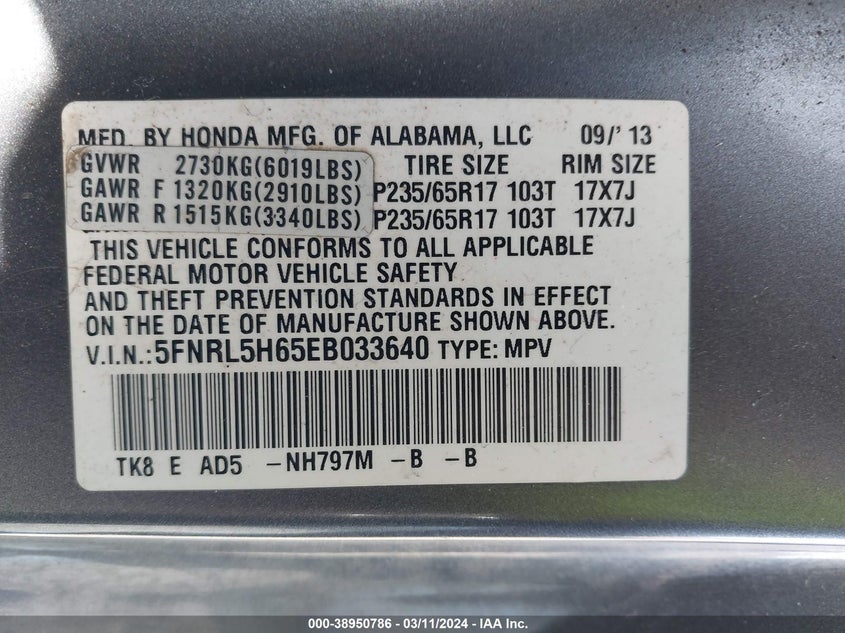 MFD. BY HONDA MFG. OF ALABAMA, LLC 09/'13
GVWR 2730KG(6019LBS) TIRE SIZE RIM SIZE
GAWR F 1320KG(2910LBS) P235/65R17 103T 17X7J
GAWR R 1515KG(3340LBS) P235/65R17 103T 17X7J
THIS VEHICLE CONFORMS TO ALL APPLICABLE
FEDERAL MOTOR VEHICLE SAFETY
AND THEFT PREVENTION STANDARDS IN EFFECT
ON THE DATE OF MANUFACTURE SHOWN ABOVE.
V.I.N.:5FNRL5H65EB033640 TYPE: MPV
TK8 E AD5 -NH797M -B -B
000-38950786 - 03/11/2024 - IAA, Inc.